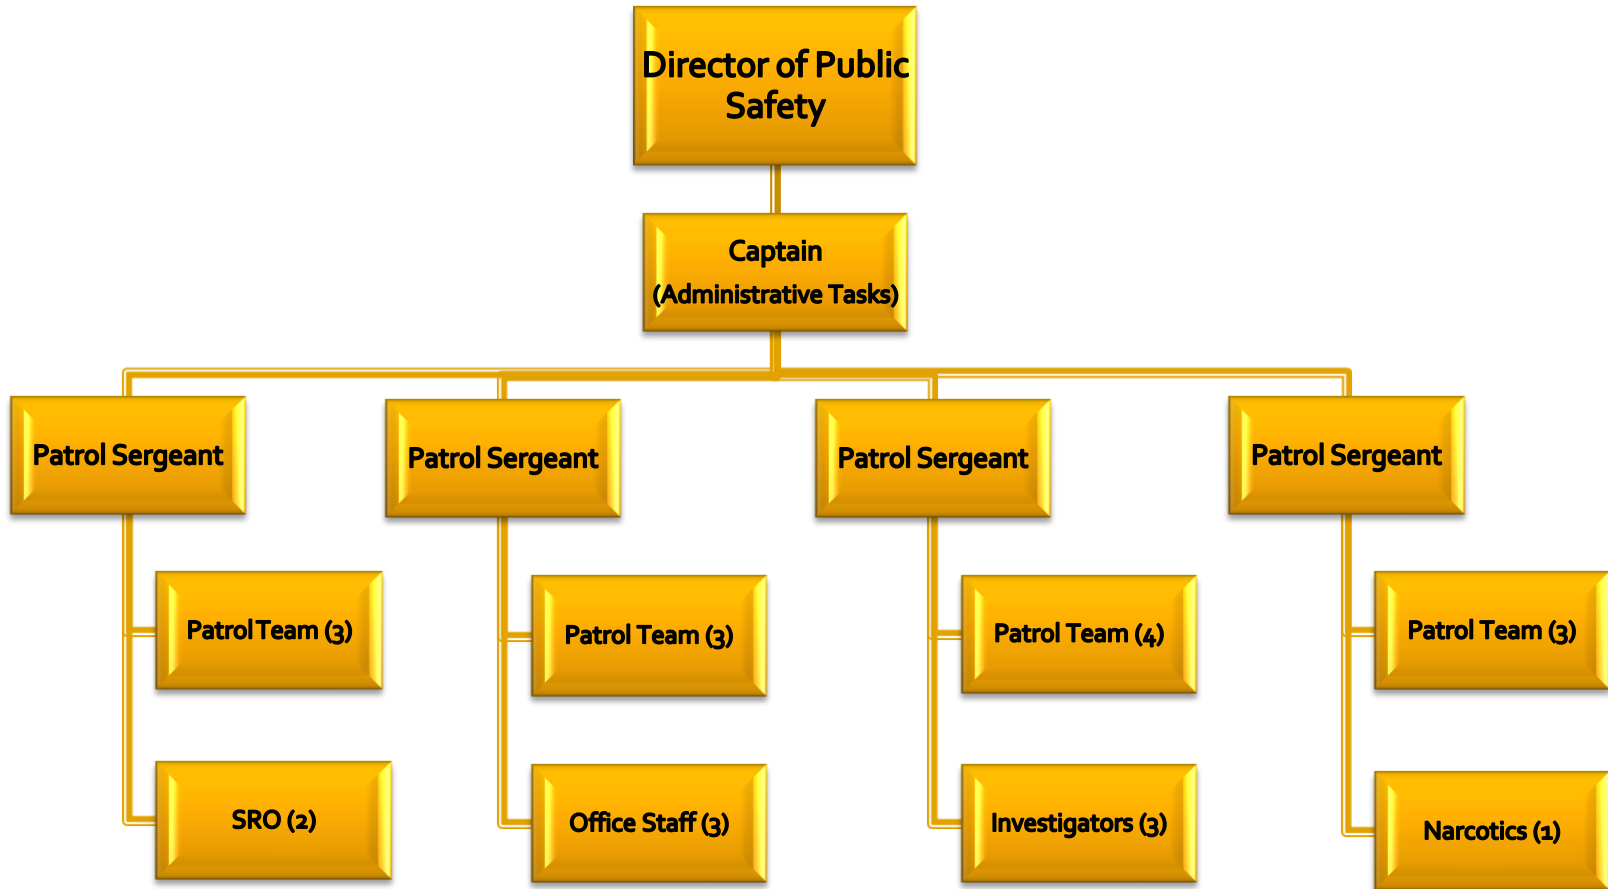 Director of Public
Safety
Captain
(Administrative Tasks)
Patrol Sergeant
Patrol Sergeant
Patrol Sergeant
Patrol Sergeant
Patrol Team (3)
Patrol Team (3)
Patrol Team (4)
Patrol Team (3)
SRO (2)
Office Staff (3)
Investigators (3)
Narcotics (1)